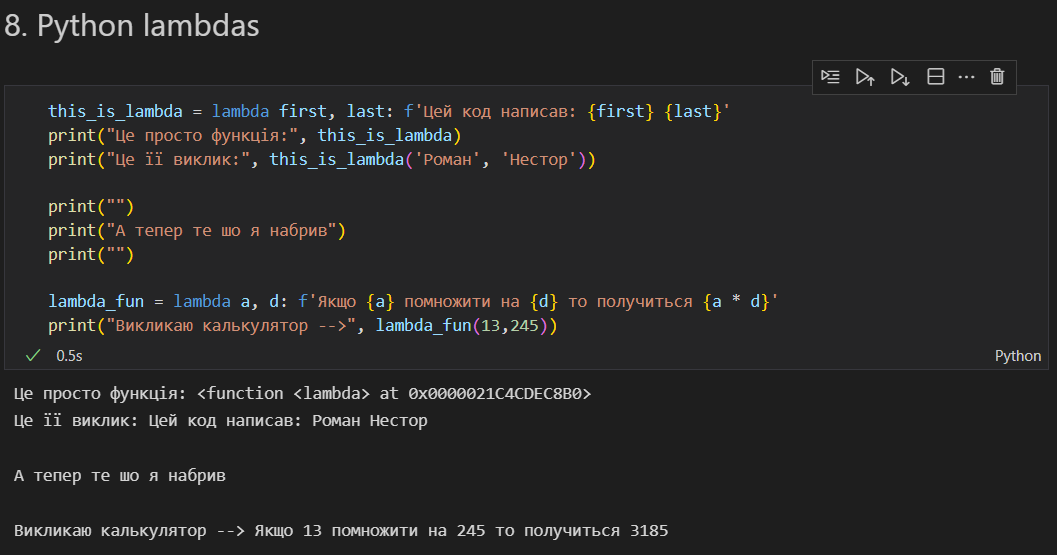 8. Python lambdas
this_is_lambda = lambda first, last: f'Цей код написав: {first} {last}'
print("Це просто функція:", this_is_lambda)
print("Це її виклик:", this_is_lambda('Роман', 'Нестор'))
print("")
print("А тепер те шо я набрив")
print("")
lambda_fun = lambda a, d: f'Якщо {a} помножити на {d} то получиться {a * d}'
print("Викликаю калькулятор -->", lambda_fun(13,245))
0.5s
Python
Це просто функція: <function <lambda> at 0x0000021C4CDEC8B0>
Це її виклик: Цей код написав: Роман Нестор
А тепер те шо я набрив
Викликаю калькулятор --> Якщо 13 помножити на 245 то получиться 3185